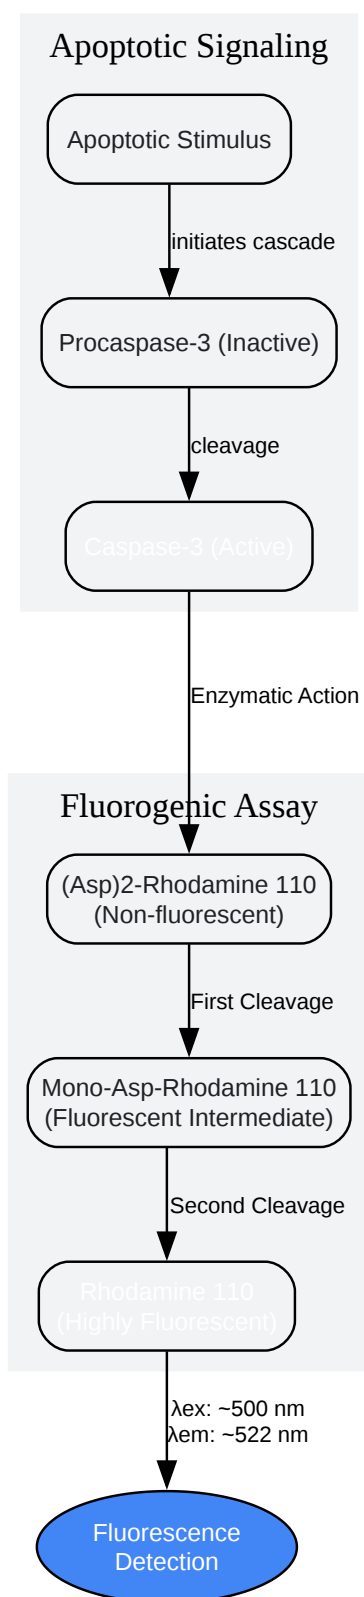 Apoptotic Signaling
Apoptotic Stimulus
initiates cascade
Procaspase-3 (Inactive)
cleavage
Caspase-3 (Active)
Enzymatic Action
Fluorogenic Assay
(Asp)2-Rhodamine 110
(Non-fluorescent)
First Cleavage
Mono-Asp-Rhodamine 110
(Fluorescent Intermediate)
Second Cleavage
Rhodamine 110
(Highly Fluorescent)
λex: ~500 nm
λem: ~522 nm
Fluorescence
Detection